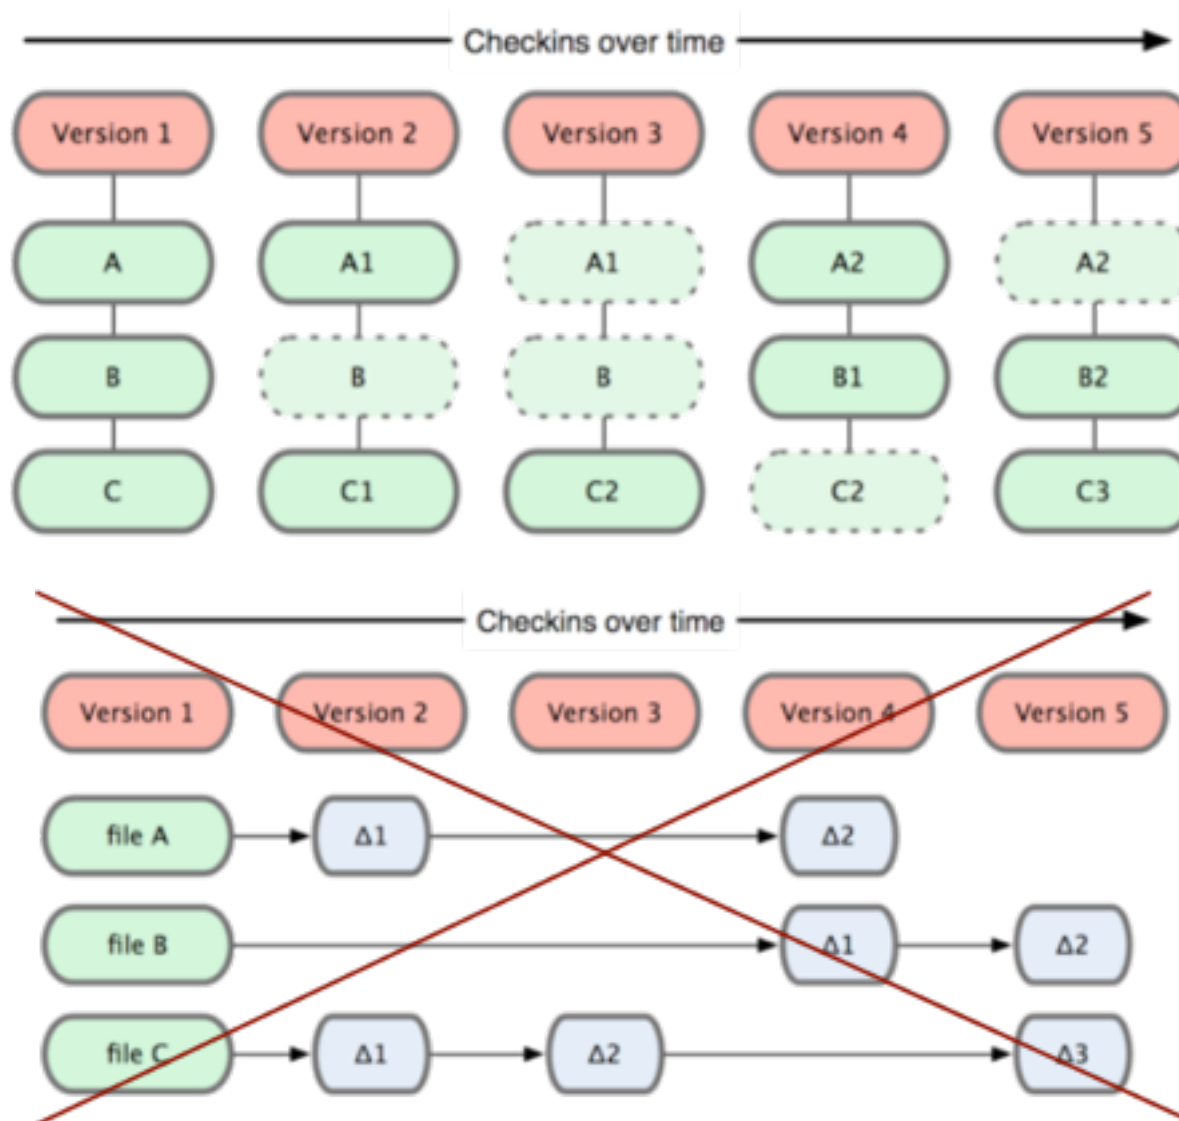 Checkins over time
Version 1 Version 2 Version 3 Version 4 Version 5
A A1 A1 A2 A2
B B B B1 B2
C C1 C2 C2 C3
Checkins over time
Version 1 Version 2 Version 3 Version 4 Version 5
file A Δ1 Δ2
file B Δ1 Δ2
file C Δ1 Δ2 Δ3